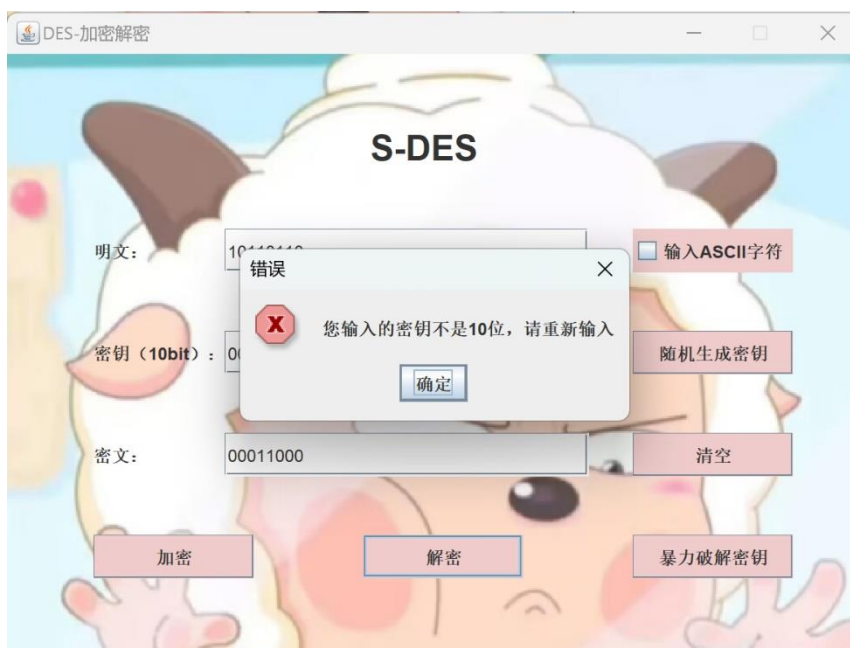 DES-加密解密
S-DES
明文：
输入ASCII字符
错误
您输入的密钥不是10位，请重新输入
确定
密钥（10bit）：
随机生成密钥
密文：
00011000
清空
加密
解密
暴力破解密钥